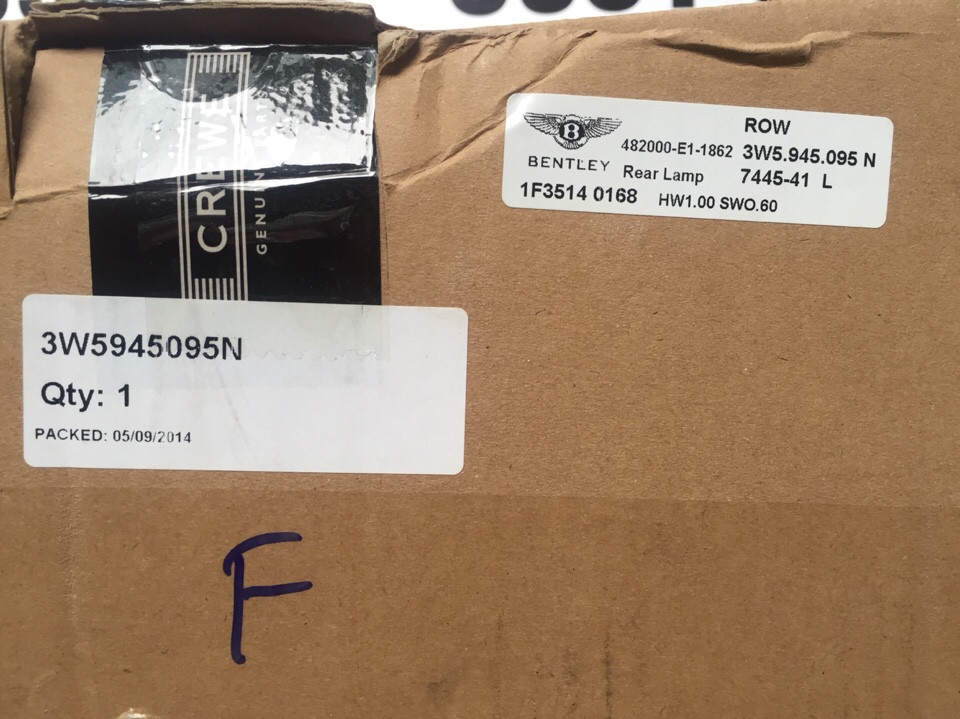 CREWE
ROW
BENTLEY
482000-E1-1862 3W5.945.095 N
Rear Lamp 7445-41 L
1F3514 0168 HW1.00 SW0.60
3W5945095N
Qty: 1
PACKED: 05/09/2014
F